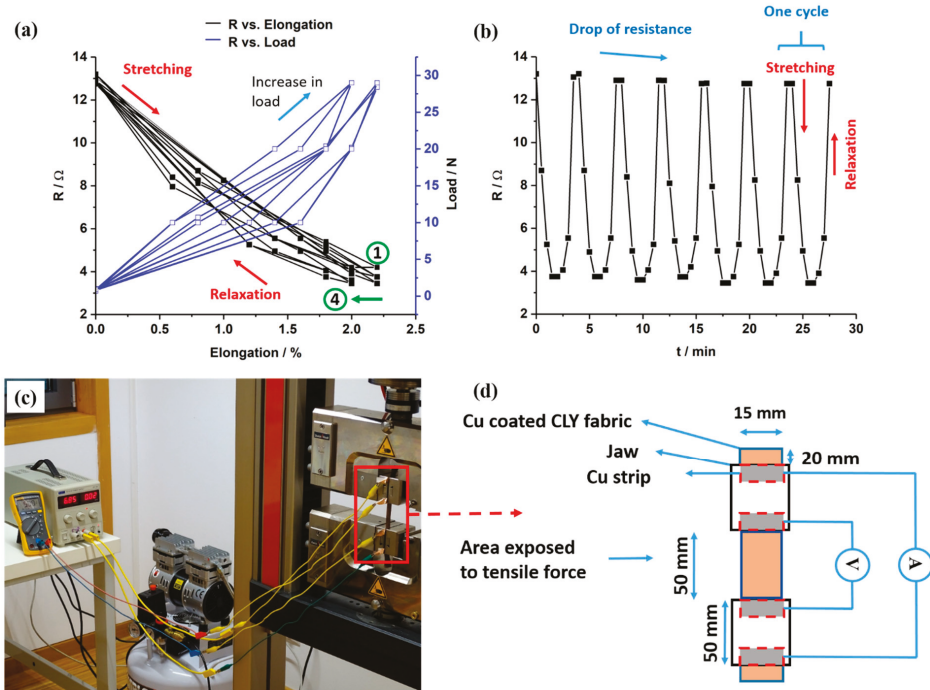 (a)
R vs. Elongation
R vs. Load
Stretching
Increase in
load
Relaxation
1
4
R / Ω
14
12
10
8
6
4
2
Load / N
30
25
20
15
10
5
0
0.0
0.5
1.0
1.5
2.0
2.5
Elongation / %
(b)
Drop of resistance
One cycle
Stretching
Relaxation
R / Ω
14
12
10
8
6
4
2
0
5
10
15
20
25
30
t / min
(c)
(d)
15 mm
Cu coated CLY fabric
20 mm
Jaw
Cu strip
Area exposed
to tensile force
50 mm
50 mm
V
A